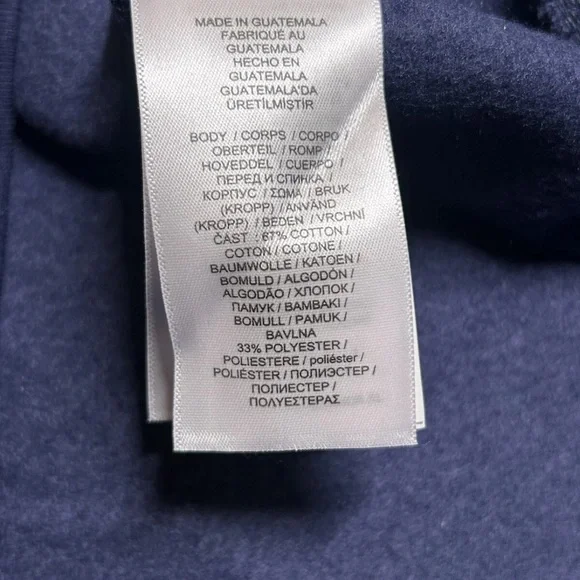 MADE IN GUATEMALA
FABRIQUÉ AU
GUATEMALA
HECHO EN
GUATEMALA
GUATEMALA'DA
ÜRETİLMİŞTİR
BODY / CORPS / CORPO /
OBERTEIL / ROMP /
HOVEDDEL / CUERPO /
ПЕРЕД И СПИНКА /
КОРПУС / ΣΩΜΑ / BRUK
(KROPP) / ANVÄND
(KROPP) / BEDEN / VRCHNÍ
ČÁST : 67% COTTON /
COTON / COTONE /
BAUMWOLLE / KATOEN /
BOMULD / ALGODÓN /
ALGODÃO / ХЛОПОК /
ПАМУК / ΒΑΜΒΑΚΙ /
BOMULL / PAMUK /
BAVLNA
33% POLYESTER /
POLIESTERE / poliéster /
POLIÉSTER / ПОЛИЭСТЕР /
ПОЛИЕСТЕР /
ΠΟΛΥΕΣΤΕΡΑΣ